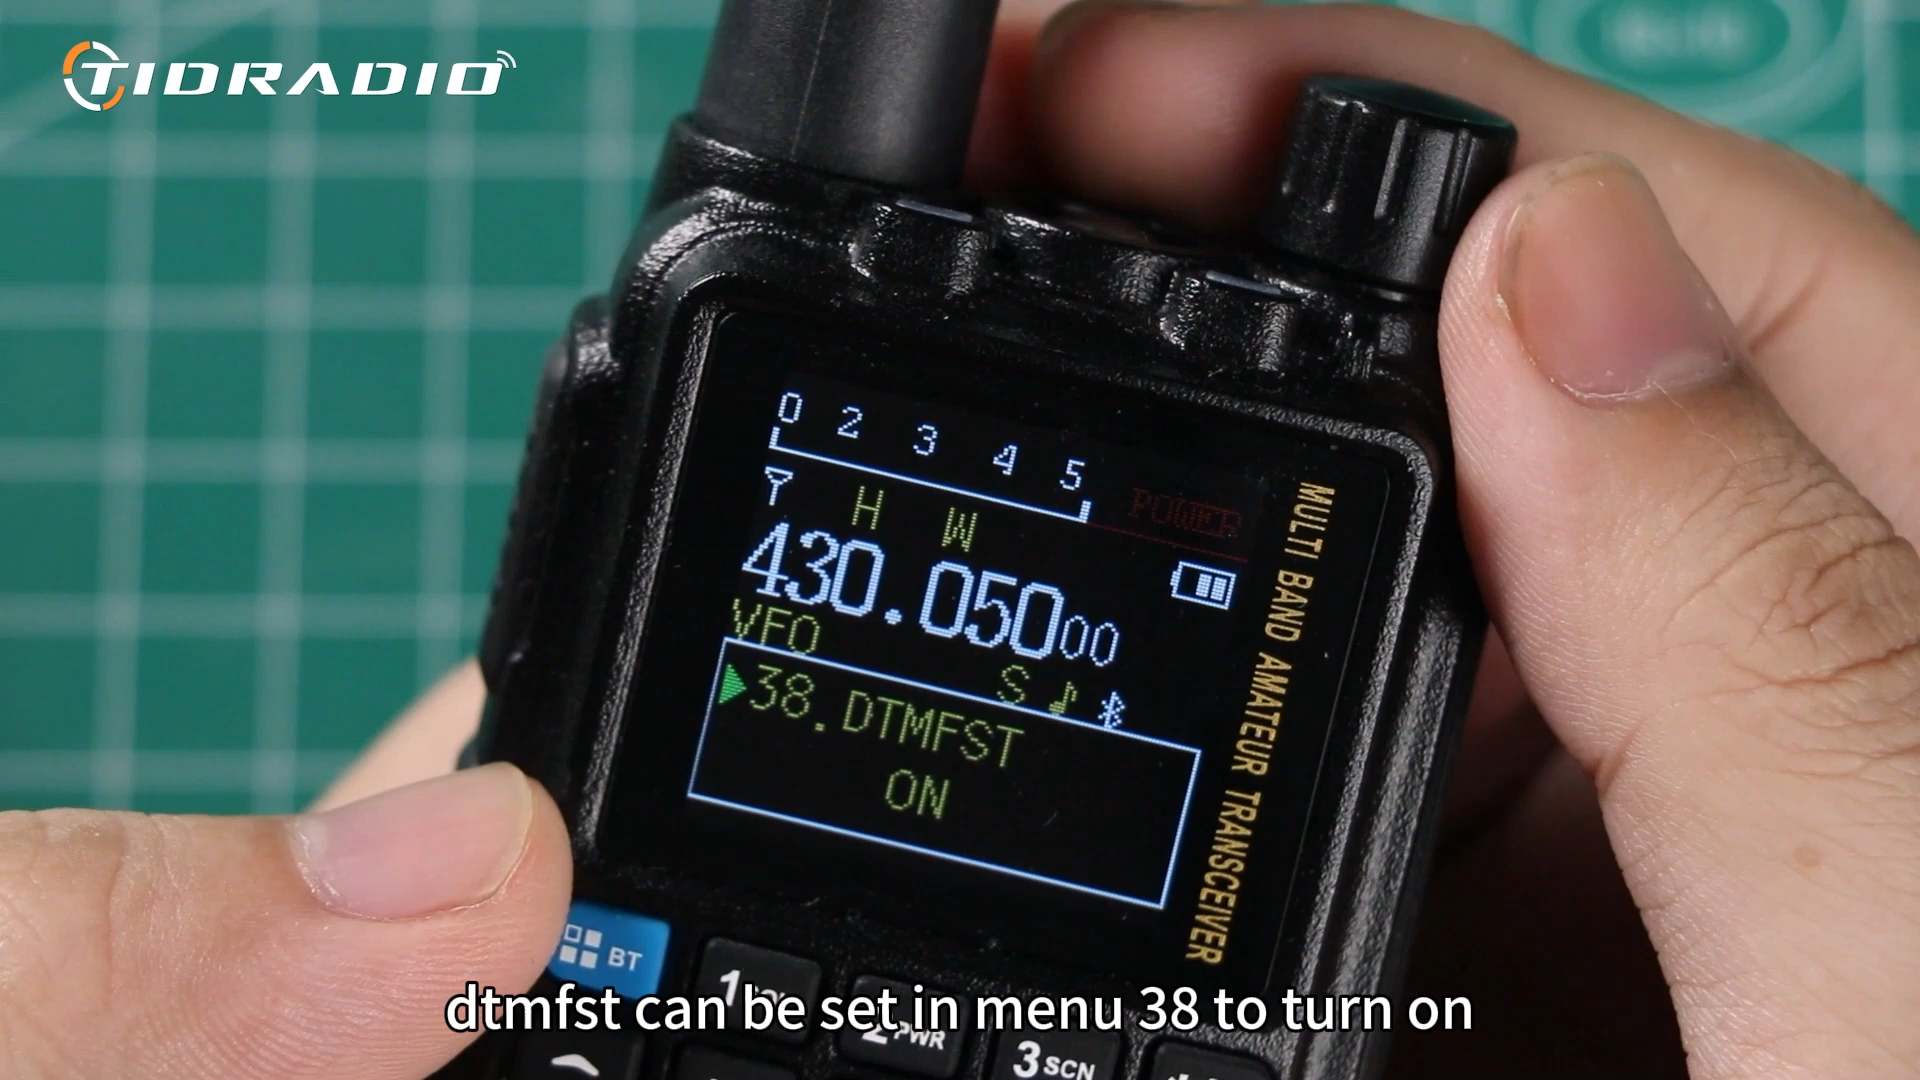 TIDRADIO
0 2 3 4 5
POWER
H W
430.05000
VFO
S
38.DTMFST
ON
MULTI BAND AMATEUR TRANSCEIVER
BT
1
2 PWR
3 SCN
dtmfst can be set in menu 38 to turn on